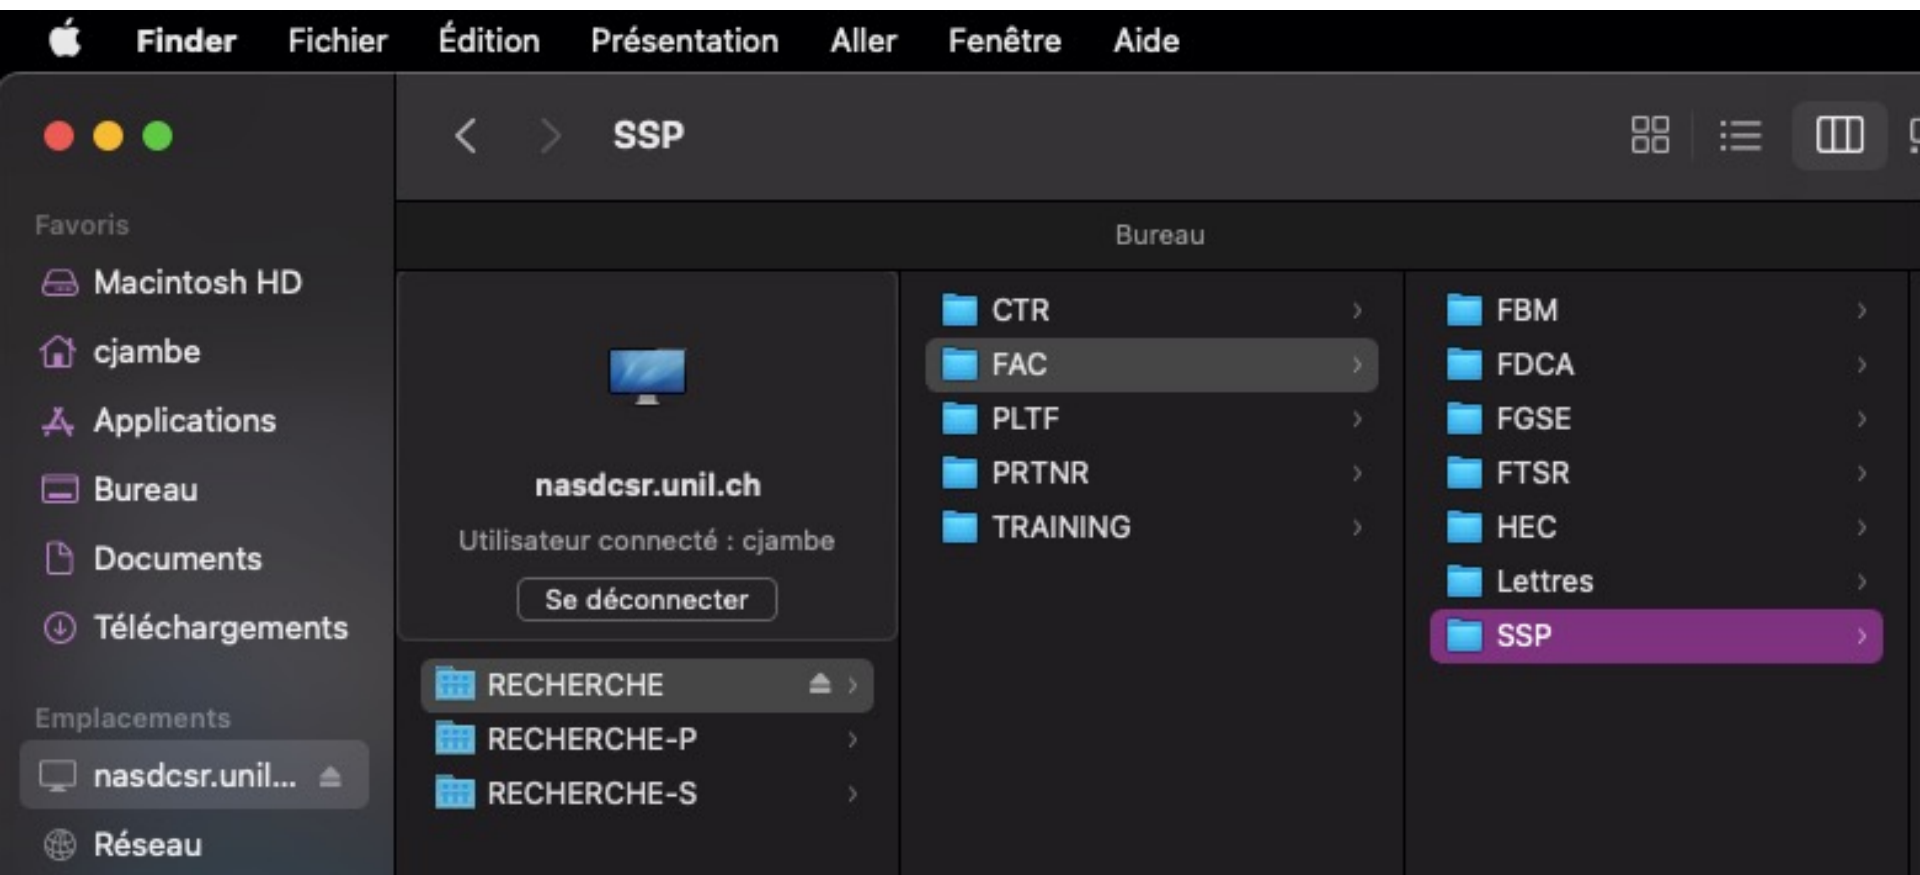 Finder Fichier Édition Présentation Aller Fenêtre Aide
SSP
Favoris
Macintosh HD
cjambe
Applications
Bureau
Documents
Téléchargements
Emplacements
nasdcsr.unil...
Réseau
Bureau
nasdcsr.unil.ch
Utilisateur connecté : cjambe
Se déconnecter
RECHERCHE
RECHERCHE-P
RECHERCHE-S
CTR
FAC
PLTF
PRTNR
TRAINING
FBM
FDCA
FGSE
FTSR
HEC
Lettres
SSP